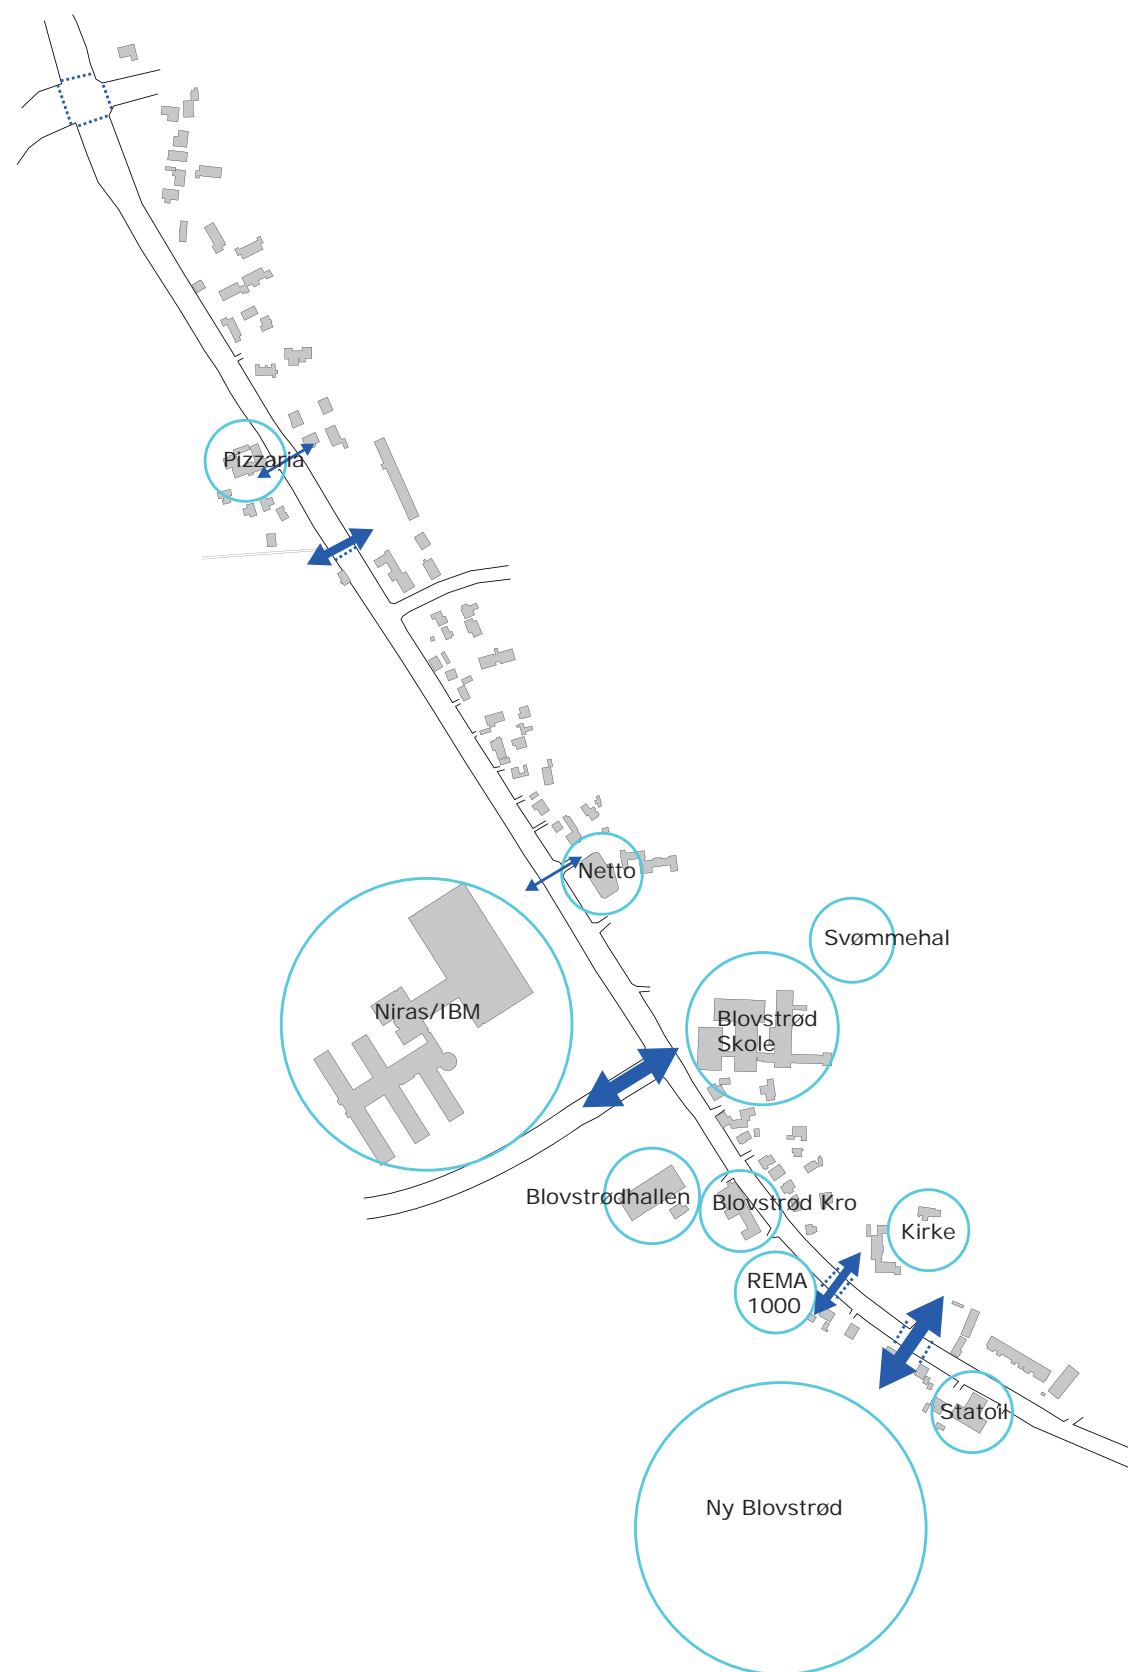 Pizzaria
Netto
Svømmehal
Niras/IBM
Blovstrød
Skole
Blovstrødhallen
Blovstrød Kro
Kirke
REMA
1000
Statoil
Ny Blovstrød